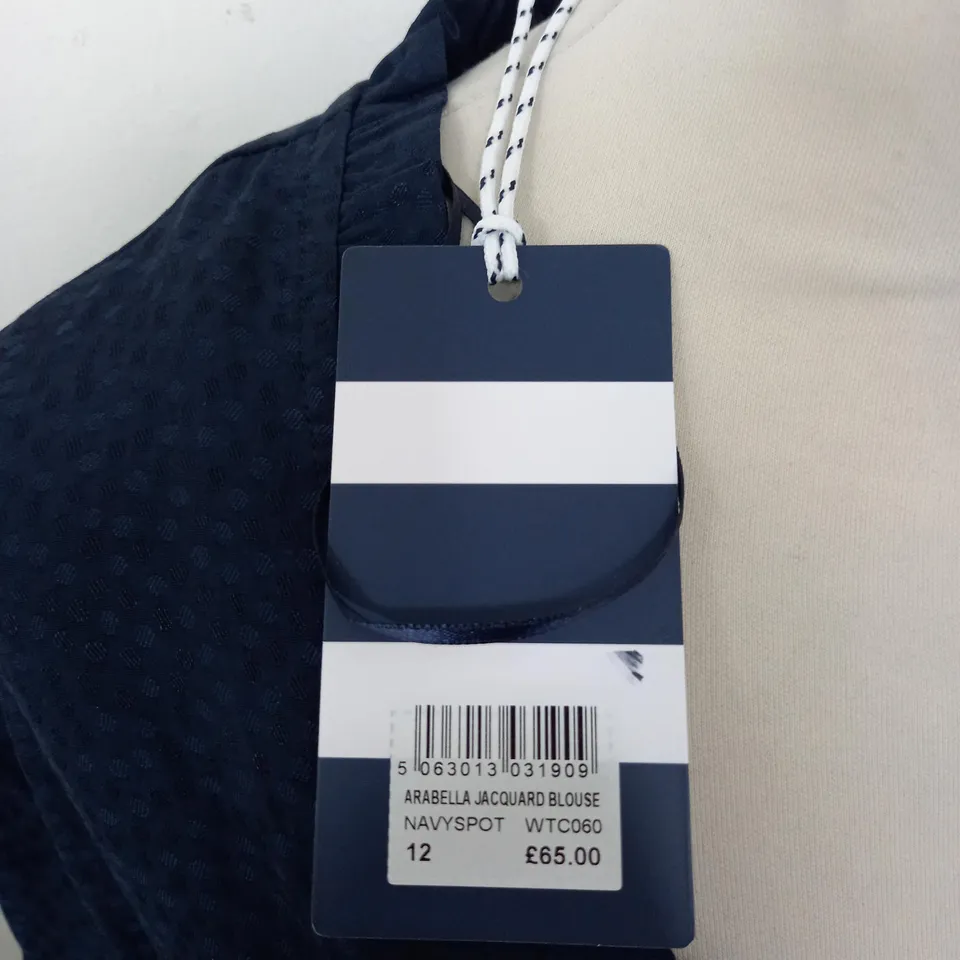 5 063013 031909
ARABELLA JACQUARD BLOUSE
NAVYSPOT WTC060
12 £65.00